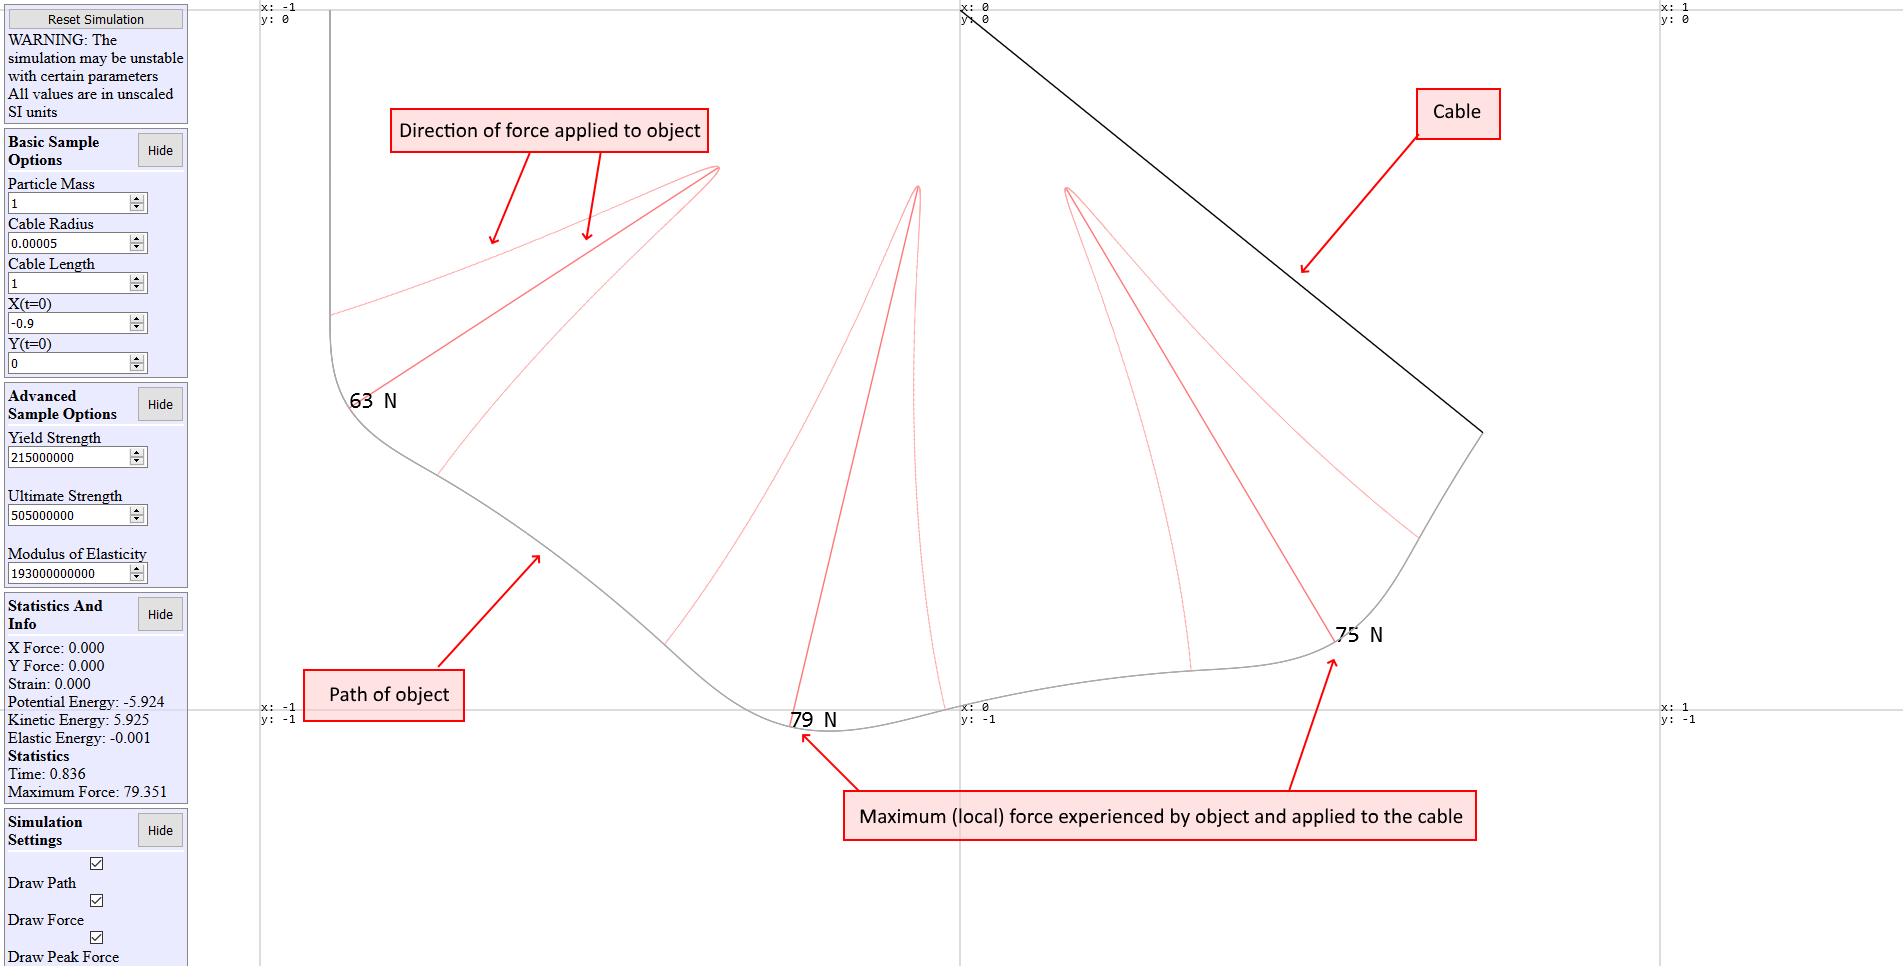 Reset Simulation
WARNING: The
simulation may be unstable
with certain parameters
All values are in unscaled
SI units
Basic Sample
Options
Hide
Particle Mass
1
Cable Radius
0.00005
Cable Length
1
X(t=0)
-0.9
Y(t=0)
0
Advanced
Sample Options
Hide
Yield Strength
215000000
Ultimate Strength
505000000
Modulus of Elasticity
193000000000
Statistics And
Info
Hide
X Force: 0.000
Y Force: 0.000
Strain: 0.000
Potential Energy: -5.924
Kinetic Energy: 5.925
Elastic Energy: -0.001
Statistics
Time: 0.836
Maximum Force: 79.351
Simulation
Settings
Hide
Draw Path
Draw Force
Draw Peak Force
x: -1
y: 0
x: 0
y: 0
x: 1
y: 0
Direction of force applied to object
Cable
63 N
75 N
Path of object
79 N
x: -1
y: -1
x: 0
y: -1
x: 1
y: -1
Maximum (local) force experienced by object and applied to the cable